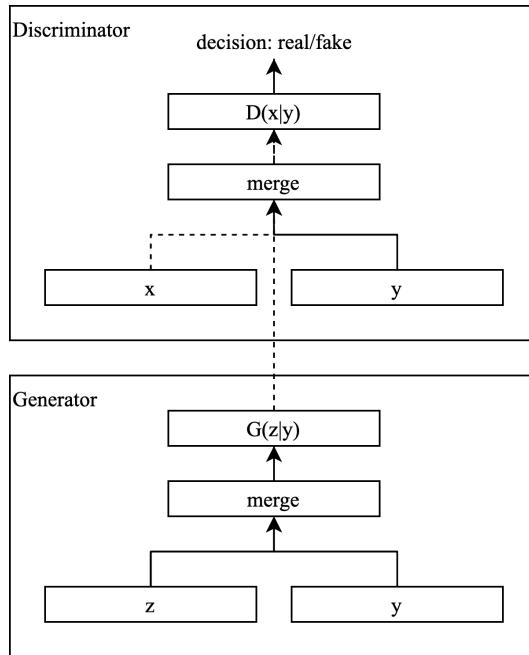 Discriminator
decision: real/fake
D(x|y)
merge
x
y
Generator
G(z|y)
merge
z
y